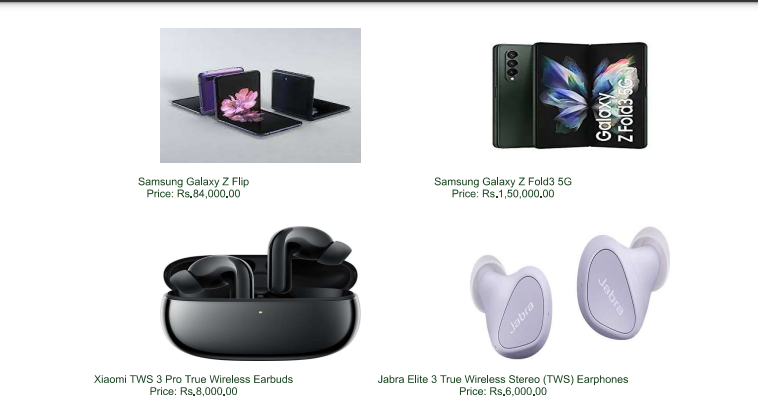 Galaxy
Z Fold3 5G
Samsung Galaxy Z Flip
Price: Rs.84,000.00
Samsung Galaxy Z Fold3 5G
Price: Rs.1,50,000.00
Jabra
Jabra
Xiaomi TWS 3 Pro True Wireless Earbuds
Price: Rs.8,000.00
Jabra Elite 3 True Wireless Stereo (TWS) Earphones
Price: Rs.6,000.00